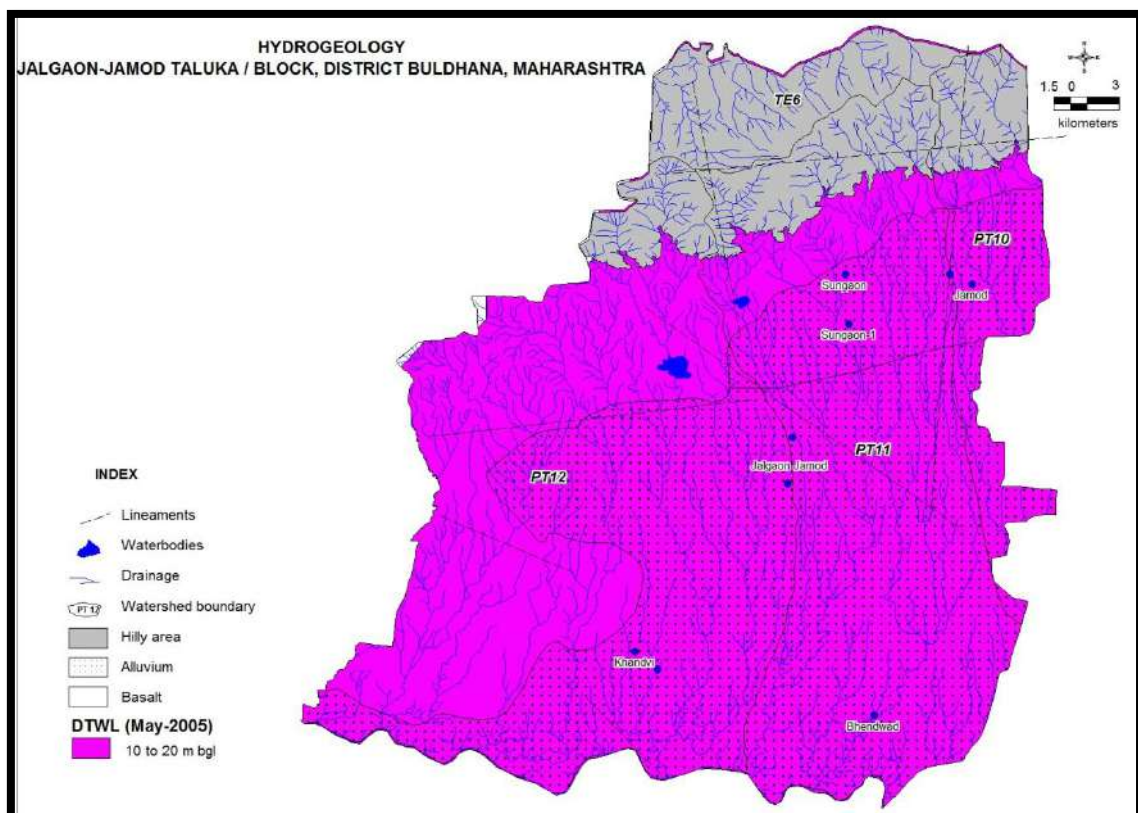 HYDROGEOLOGY
JALGAON-JAMOD TALUKA / BLOCK, DISTRICT BULDHANA, MAHARASHTRA
N
S
1.5 0 3
kilometers
TE6
PT10
Sungaon
Jamod
Sungaon-1
PT11
Jalgaon Jamod
PT12
Khandvi
Bhendwad
INDEX
Lineaments
Waterbodies
Drainage
PT 12 Watershed boundary
Hilly area
Alluvium
Basalt
DTWL (May-2005)
10 to 20 m bgl